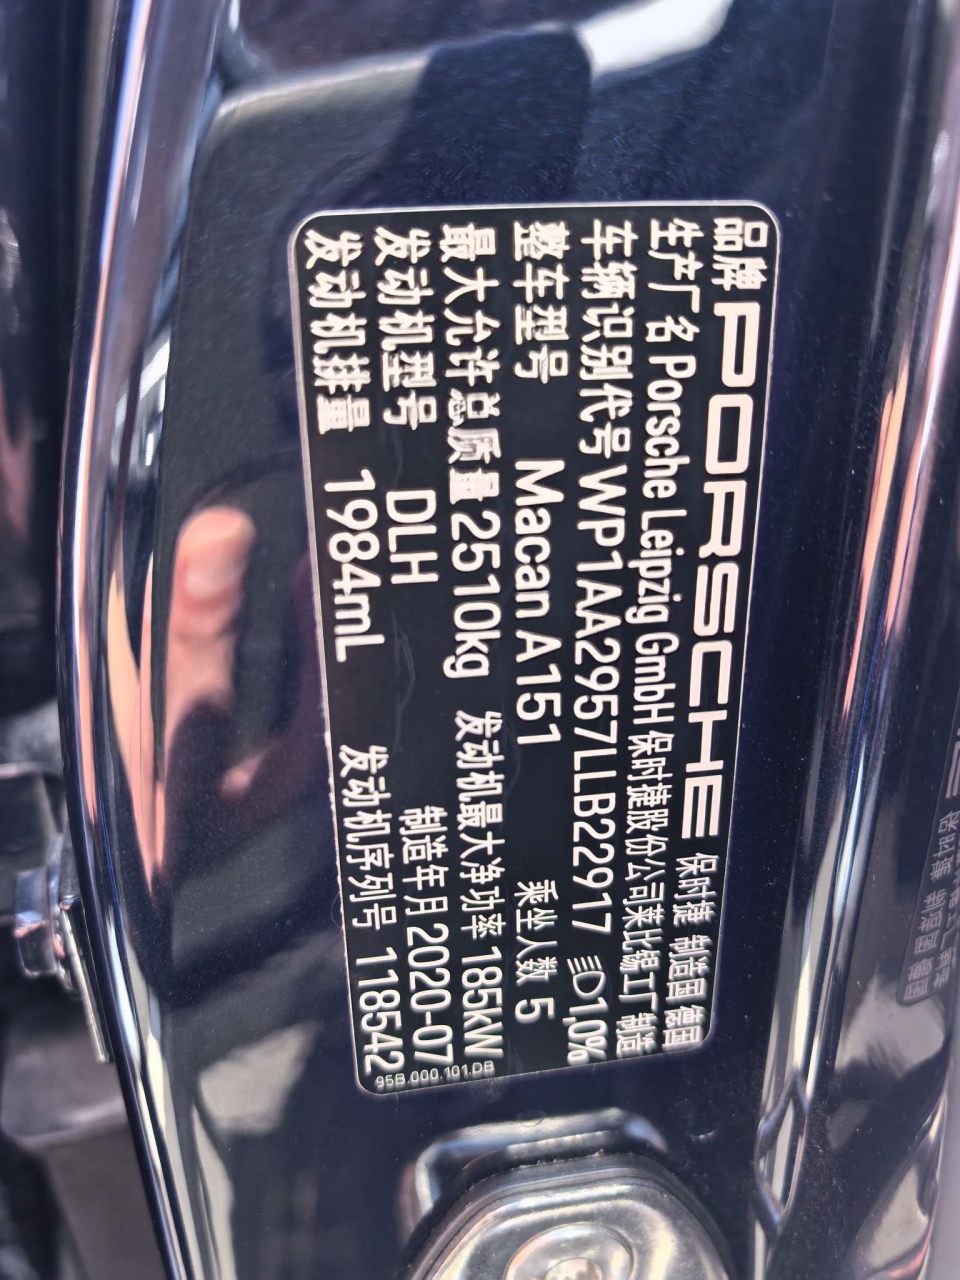 品牌 PORSCHE 保时捷 制造国 德国
生产厂名 Porsche Leipzig GmbH 保时捷股份公司莱比锡工厂 制造
车辆识别代号 WP1AA2957LLB22917 1,0%
整车型号 Macan A151 乘坐人数 5
最大允许总质量 2510kg 发动机最大净功率 185kW
发动机型号 DLH 制造年月 2020-07
发动机排量 1984mL 发动机序列号 118542
95B.000.101.DB